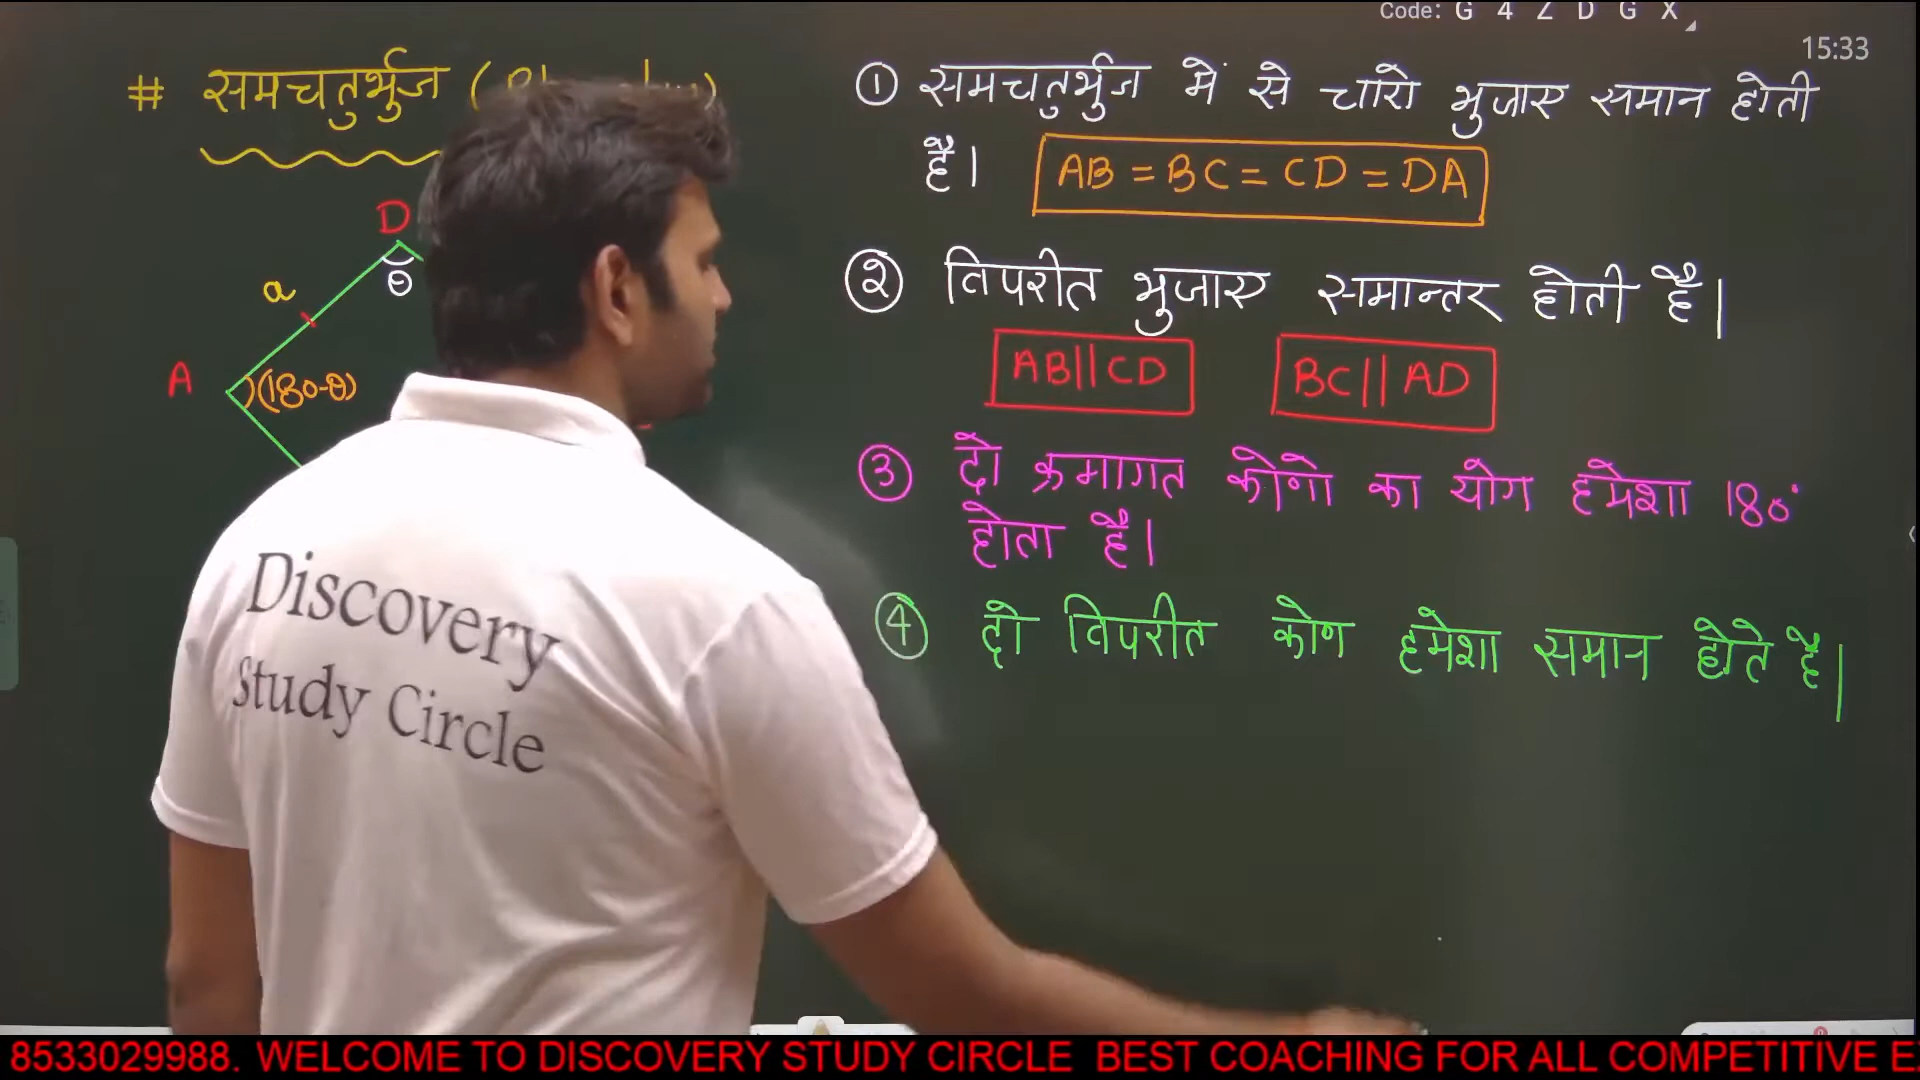 Code: G 4 Z D G X
15:33
# समचतुर्भुज (
D
a
θ
A
(180-θ)
① समचतुर्भुज में से चारो भुजाए समान होती
है।
AB = BC = CD = DA
② विपरीत भुजाए समान्तर होती है।
AB||CD
BC||AD
③ दो क्रमागत कोणो का योग हमेशा 180°
होता है।
④ दो विपरीत कोण हमेशा समान होते है।
Discovery
Study Circle
8533029988. WELCOME TO DISCOVERY STUDY CIRCLE BEST COACHING FOR ALL COMPETITIVE E